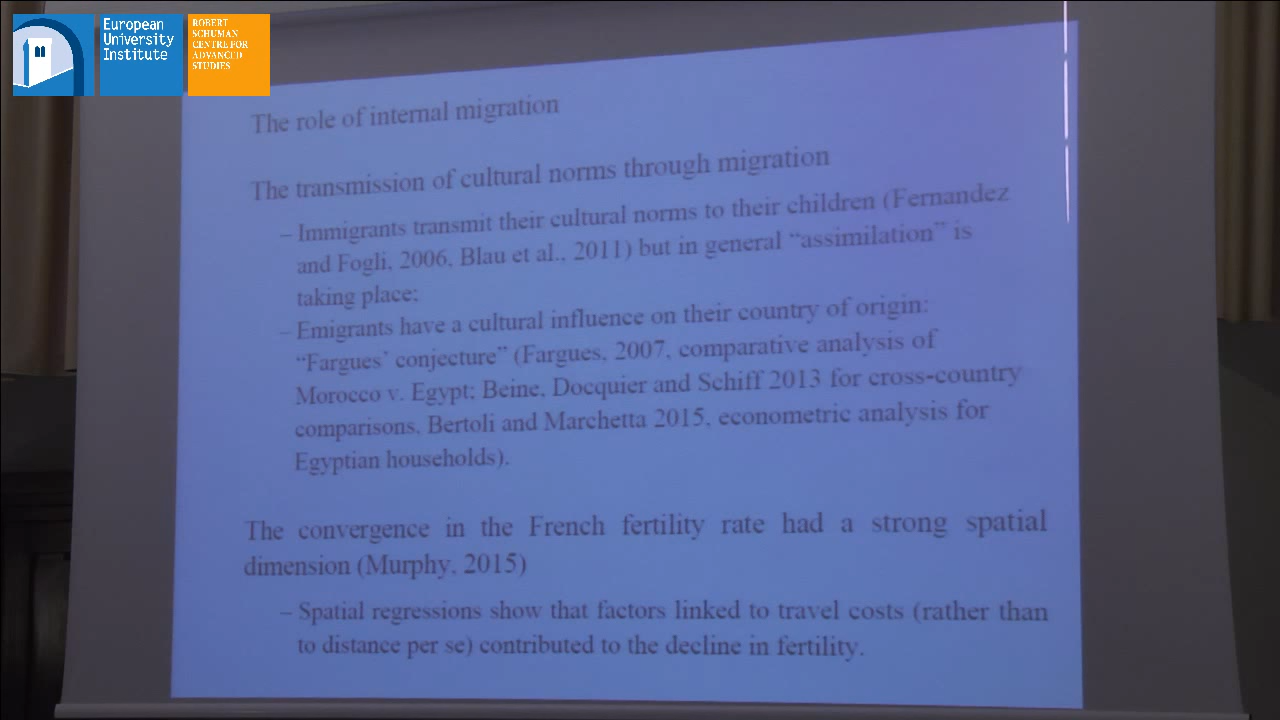 European
University
Institute
ROBERT
SCHUMAN
CENTRE FOR
ADVANCED
STUDIES
The role of internal migration
The transmission of cultural norms through migration
– Immigrants transmit their cultural norms to their children (Fernandez
and Fogli, 2006, Blau et al., 2011) but in general “assimilation” is
taking place;
– Emigrants have a cultural influence on their country of origin:
“Fargues’ conjecture” (Fargues, 2007, comparative analysis of
Morocco v. Egypt; Beine, Docquier and Schiff 2013 for cross-country
comparisons, Bertoli and Marchetta 2015, econometric analysis for
Egyptian households).
The convergence in the French fertility rate had a strong spatial
dimension (Murphy, 2015)
– Spatial regressions show that factors linked to travel costs (rather than
to distance per se) contributed to the decline in fertility.